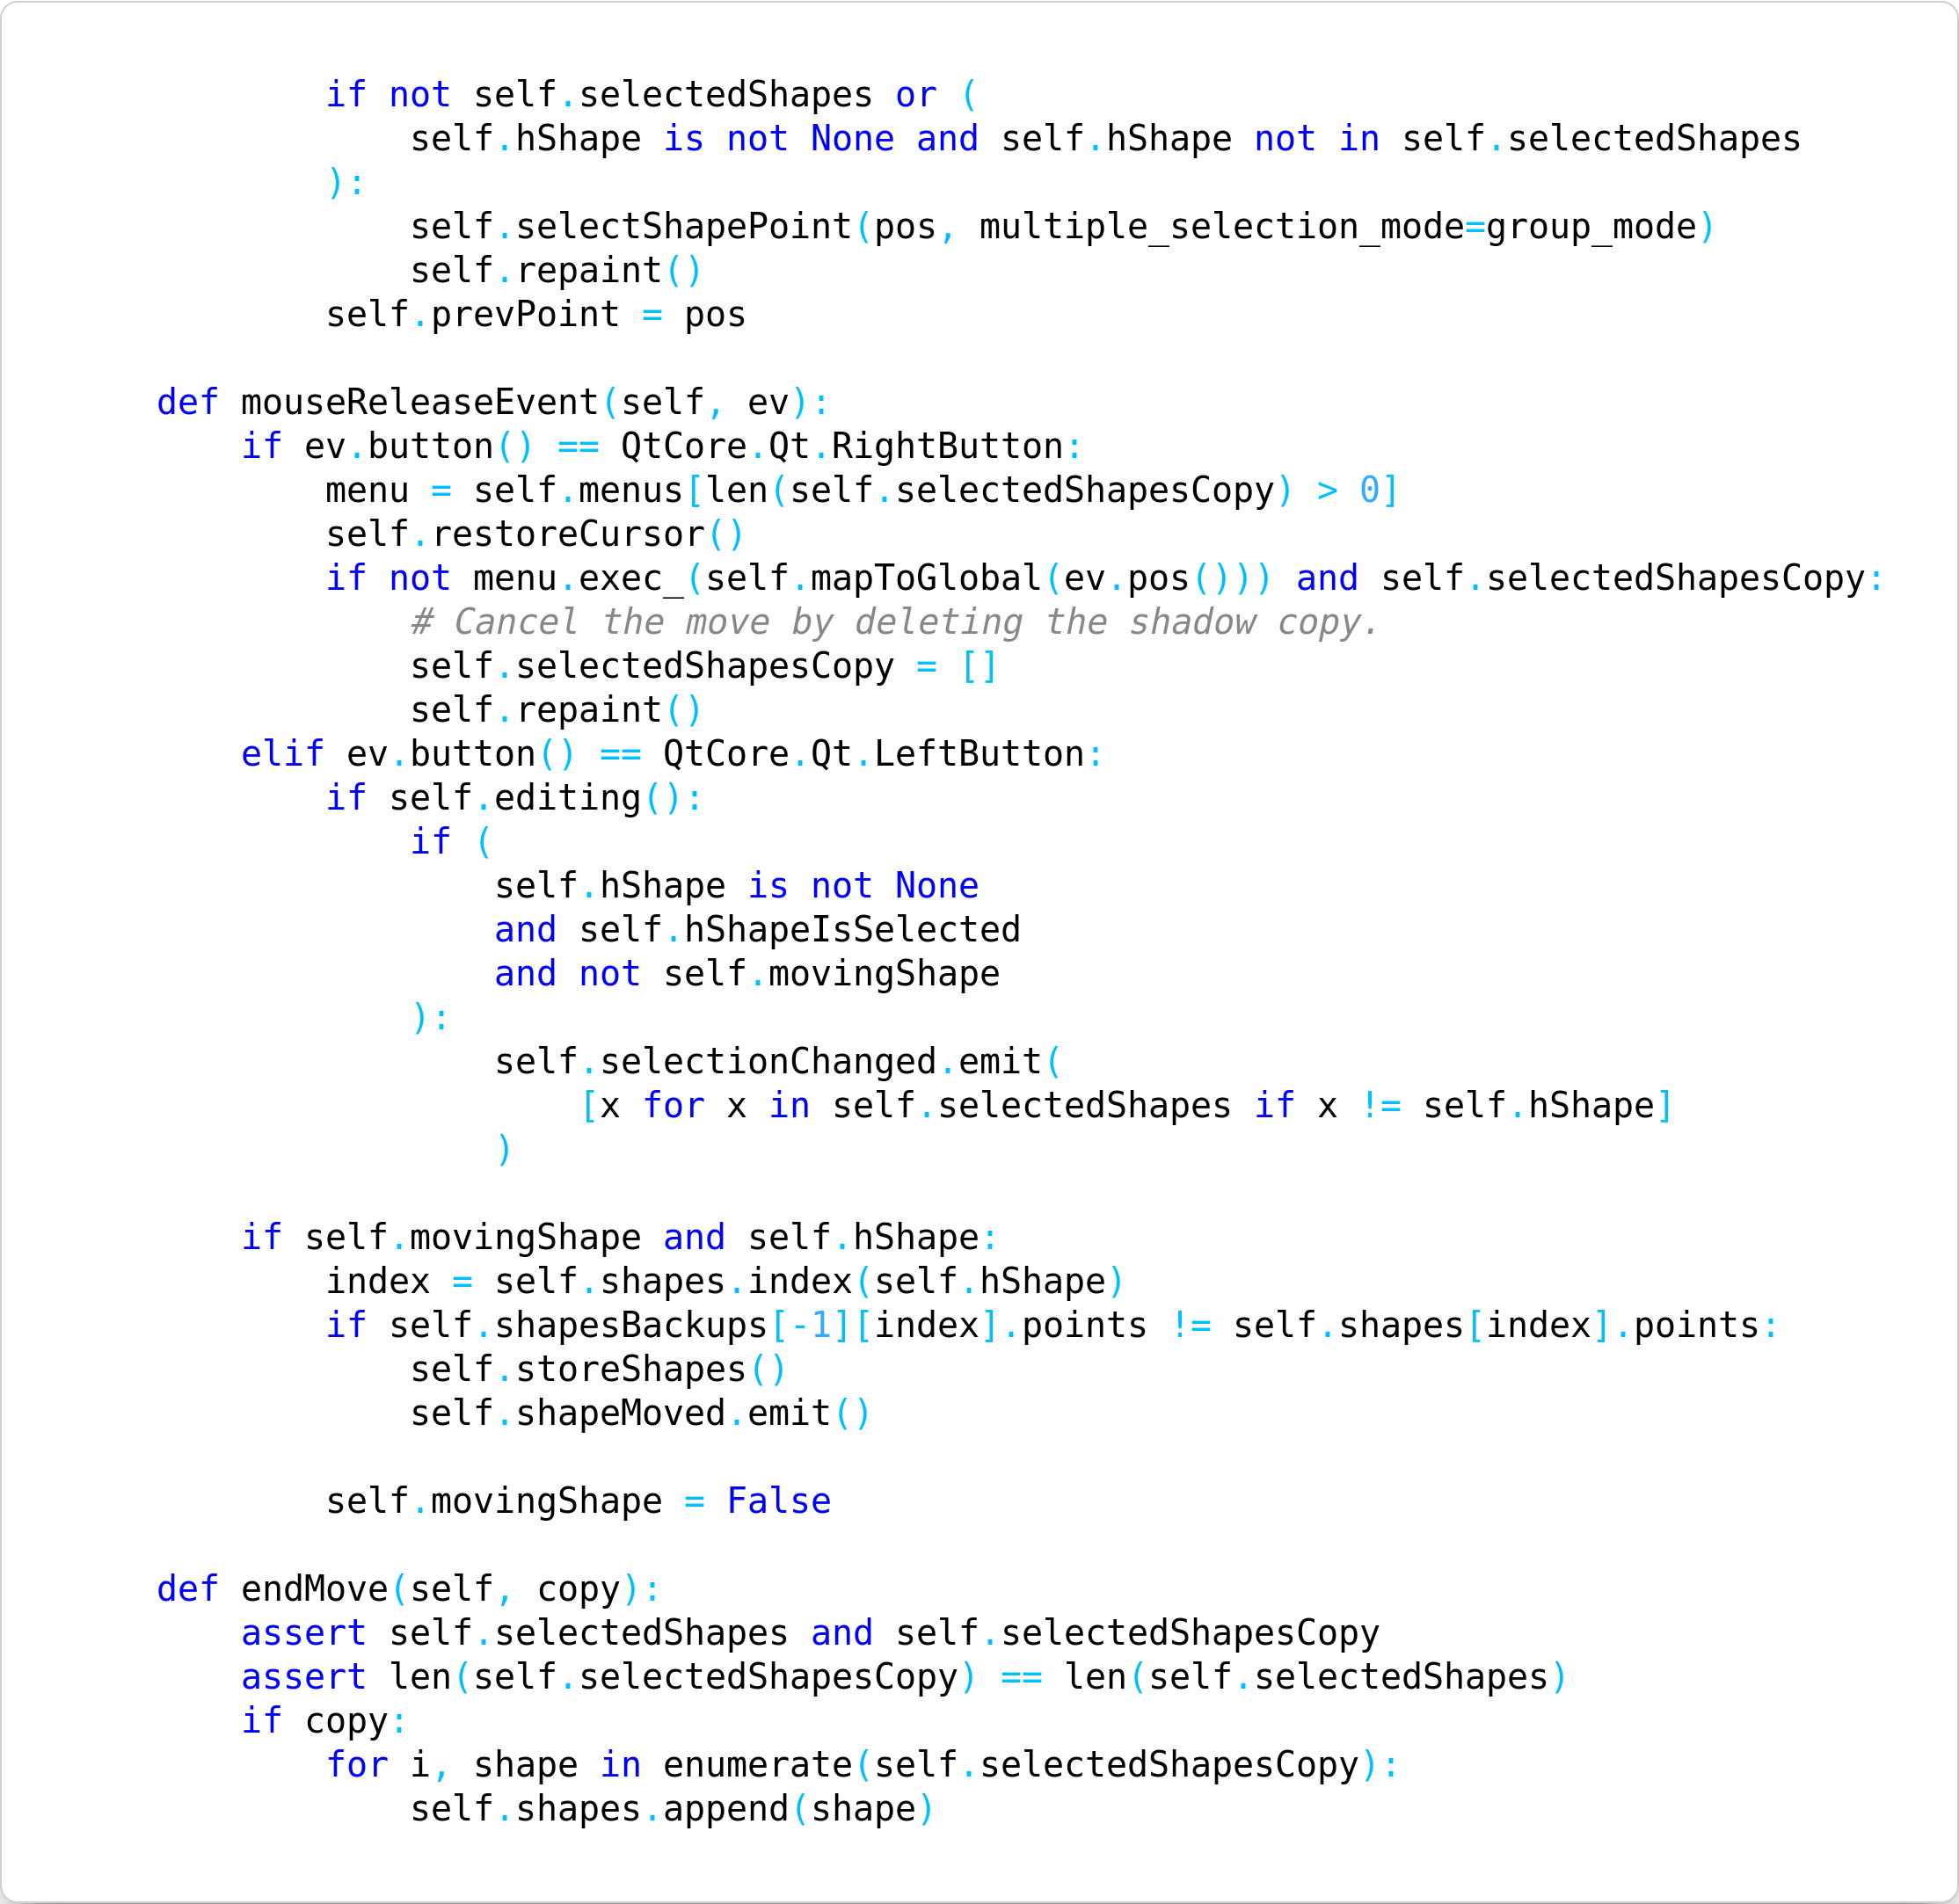 if not self.selectedShapes or (
            self.hShape is not None and self.hShape not in self.selectedShapes
        ):
            self.selectShapePoint(pos, multiple_selection_mode=group_mode)
            self.repaint()
        self.prevPoint = pos

def mouseReleaseEvent(self, ev):
    if ev.button() == QtCore.Qt.RightButton:
        menu = self.menus[len(self.selectedShapesCopy) > 0]
        self.restoreCursor()
        if not menu.exec_(self.mapToGlobal(ev.pos())) and self.selectedShapesCopy:
            # Cancel the move by deleting the shadow copy.
            self.selectedShapesCopy = []
            self.repaint()
    elif ev.button() == QtCore.Qt.LeftButton:
        if self.editing():
            if (
                self.hShape is not None
                and self.hShapeIsSelected
                and not self.movingShape
            ):
                self.selectionChanged.emit(
                    [x for x in self.selectedShapes if x != self.hShape]
                )

    if self.movingShape and self.hShape:
        index = self.shapes.index(self.hShape)
        if self.shapesBackups[-1][index].points != self.shapes[index].points:
            self.storeShapes()
            self.shapeMoved.emit()

        self.movingShape = False

def endMove(self, copy):
    assert self.selectedShapes and self.selectedShapesCopy
    assert len(self.selectedShapesCopy) == len(self.selectedShapes)
    if copy:
        for i, shape in enumerate(self.selectedShapesCopy):
            self.shapes.append(shape)